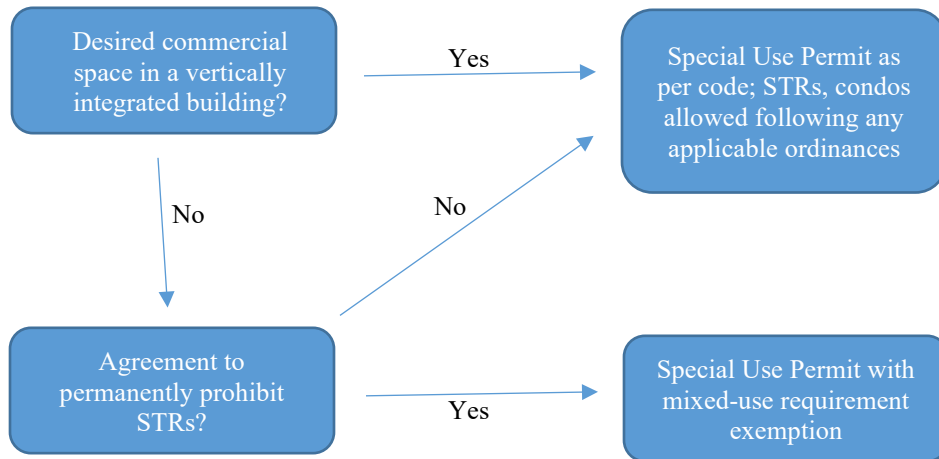 Desired commercial
space in a vertically
integrated building?
Yes
Special Use Permit as
per code; STRs, condos
allowed following any
applicable ordinances
No
No
Agreement to
permanently prohibit
STRs?
Yes
Special Use Permit with
mixed-use requirement
exemption